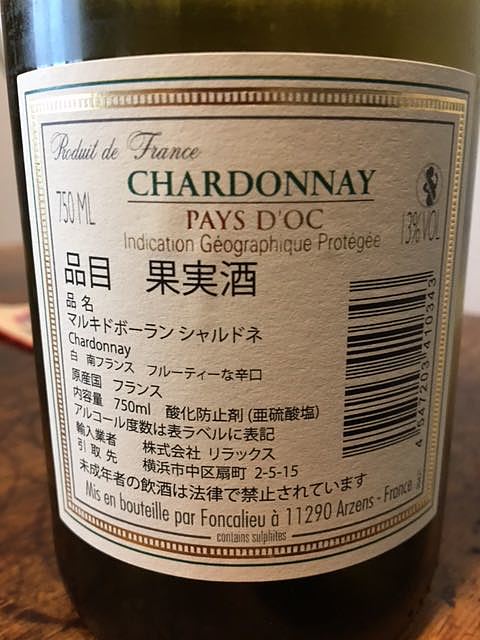 Produit de France
CHARDONNAY
750 ML
PAYS D'OC
13% VOL
Indication Géographique Protégée
品目 果実酒
品名
マルキドボーラン シャルドネ
Chardonnay
白 南フランス フルーティーな辛口
原産国 フランス
内容量 750ml 酸化防止剤(亜硫酸塩)
アルコール度数は表ラベルに表記
輸入業者 株式会社 リラックス
引取先 横浜市中区扇町 2-5-15
未成年者の飲酒は法律で禁止されています
4 547203 410343
Mis en bouteille par Foncalieu à 11290 Arzens - France
contains sulphites